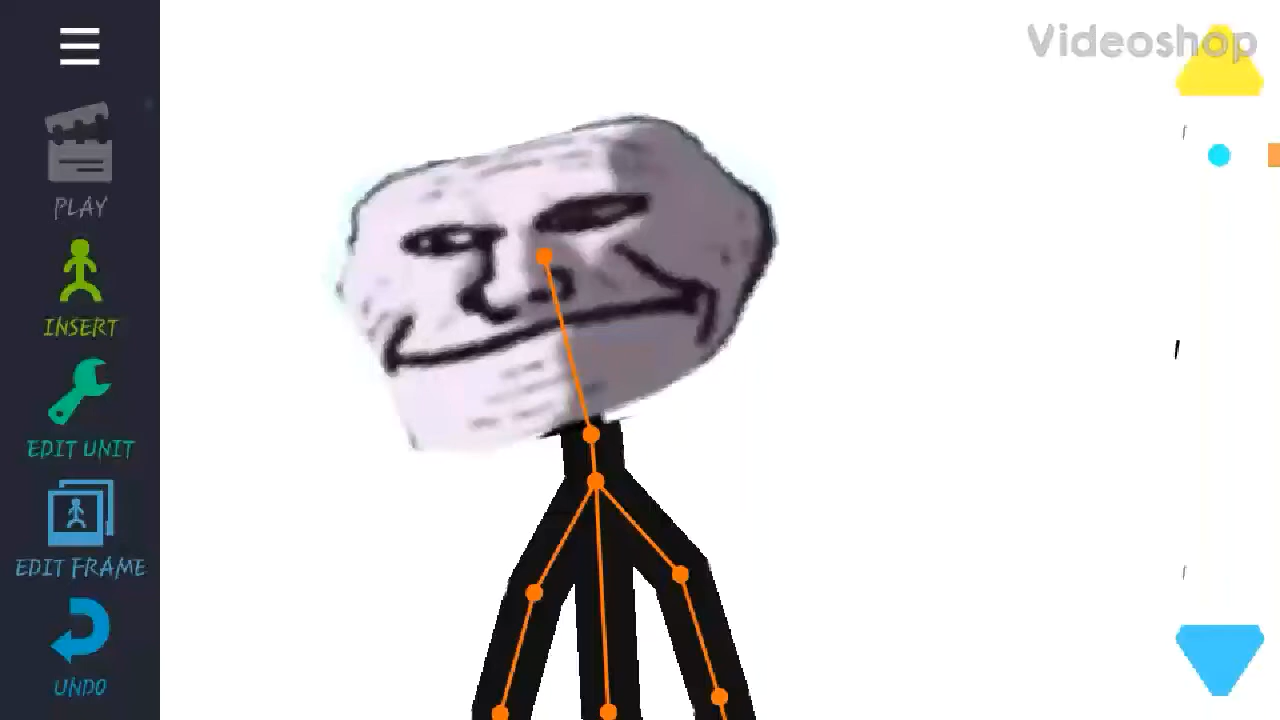 Videoshop
PLAY
INSERT
EDIT UNIT
EDIT FRAME
UNDO